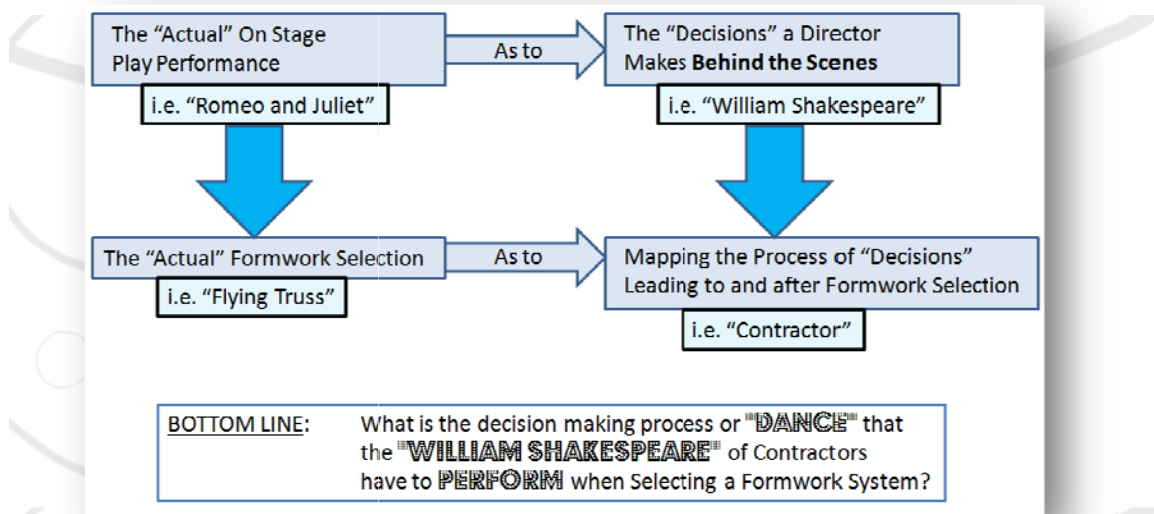 The “Actual” On Stage
Play Performance
As to
The “Decisions” a Director
Makes Behind the Scenes
i.e. “Romeo and Juliet”
i.e. “William Shakespeare”
The “Actual” Formwork Selection
As to
Mapping the Process of “Decisions”
Leading to and after Formwork Selection
i.e. “Flying Truss”
i.e. “Contractor”
BOTTOM LINE: What is the decision making process or "DANCE" that
the "WILLIAM SHAKESPEARE" of Contractors
have to PERFORM when Selecting a Formwork System?